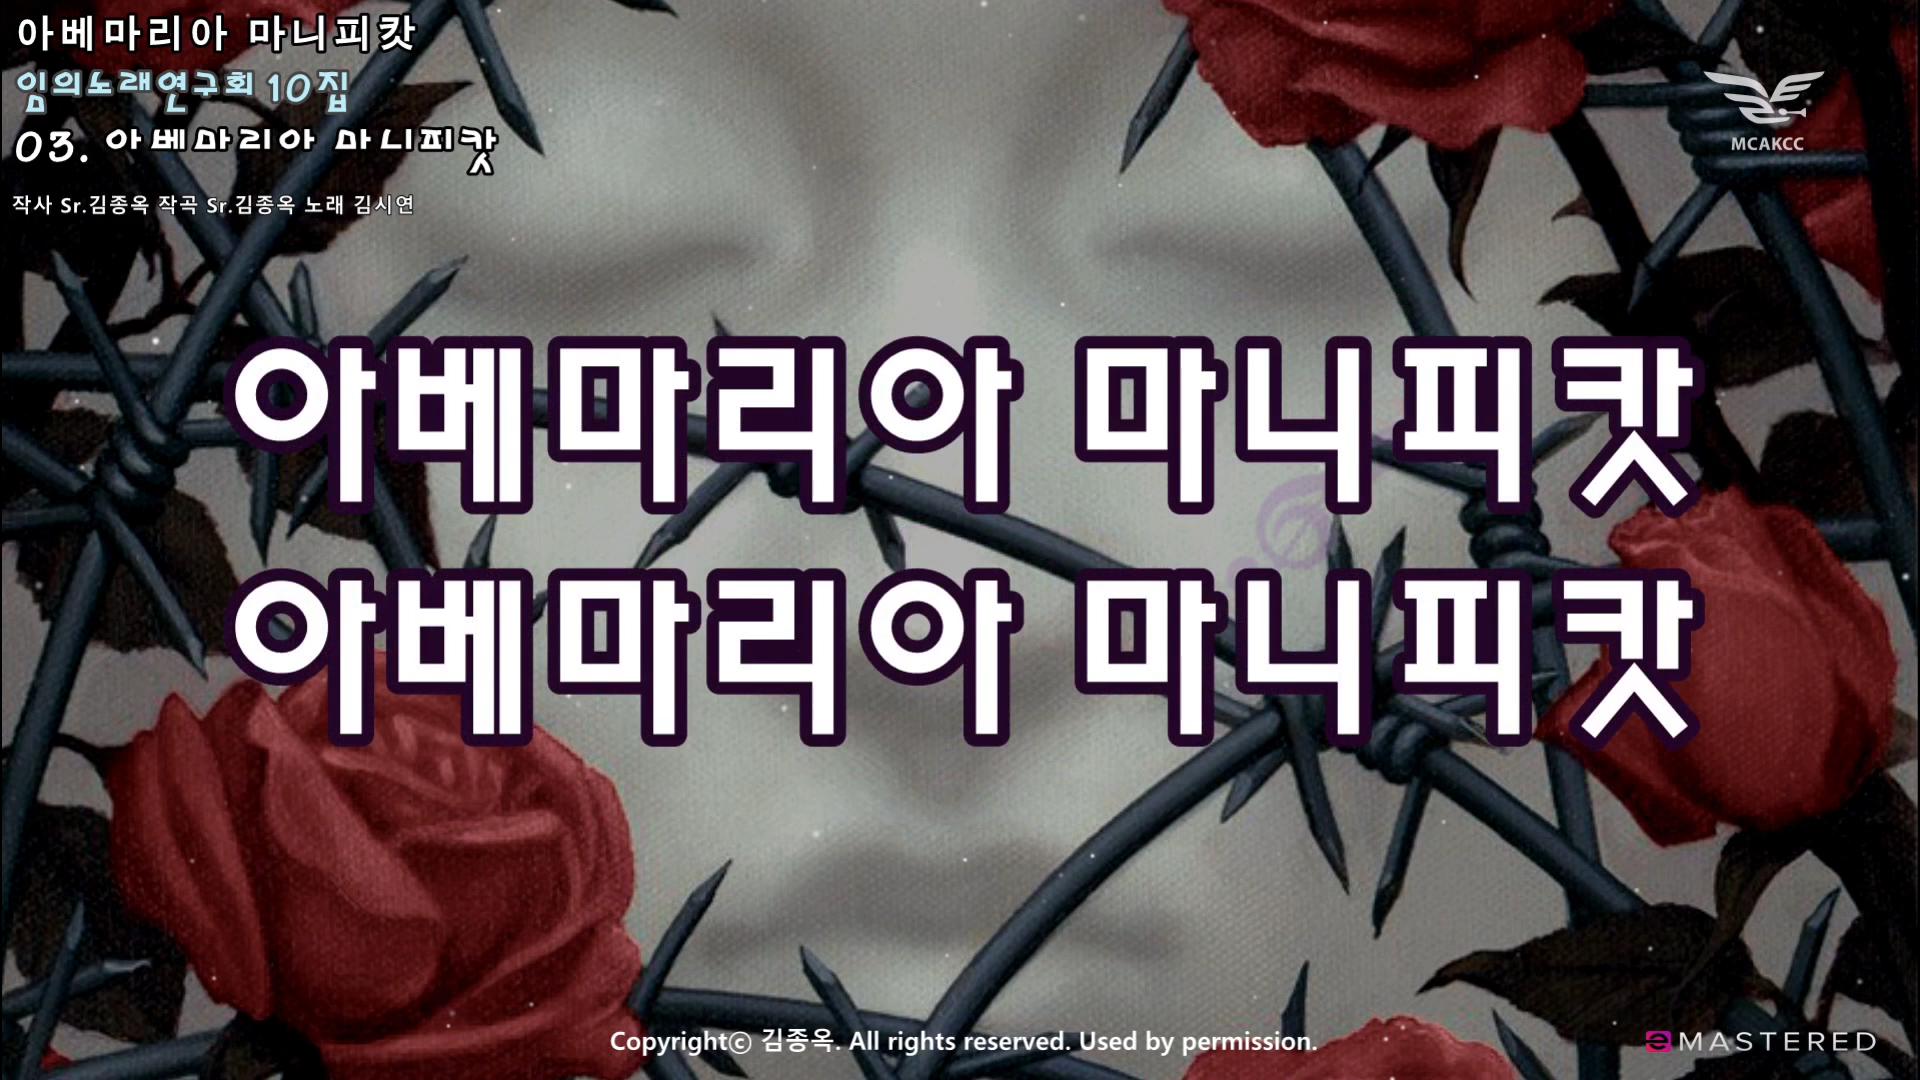 아베마리아 마니피캇
임의노래연구회 10집
03. 아베마리아 마니피캇
작사 Sr.김종옥 작곡 Sr.김종옥 노래 김시연
MCAKCC
아베마리아 마니피캇
아베마리아 마니피캇
Copyright© 김종옥. All rights reserved. Used by permission.
e MASTERED